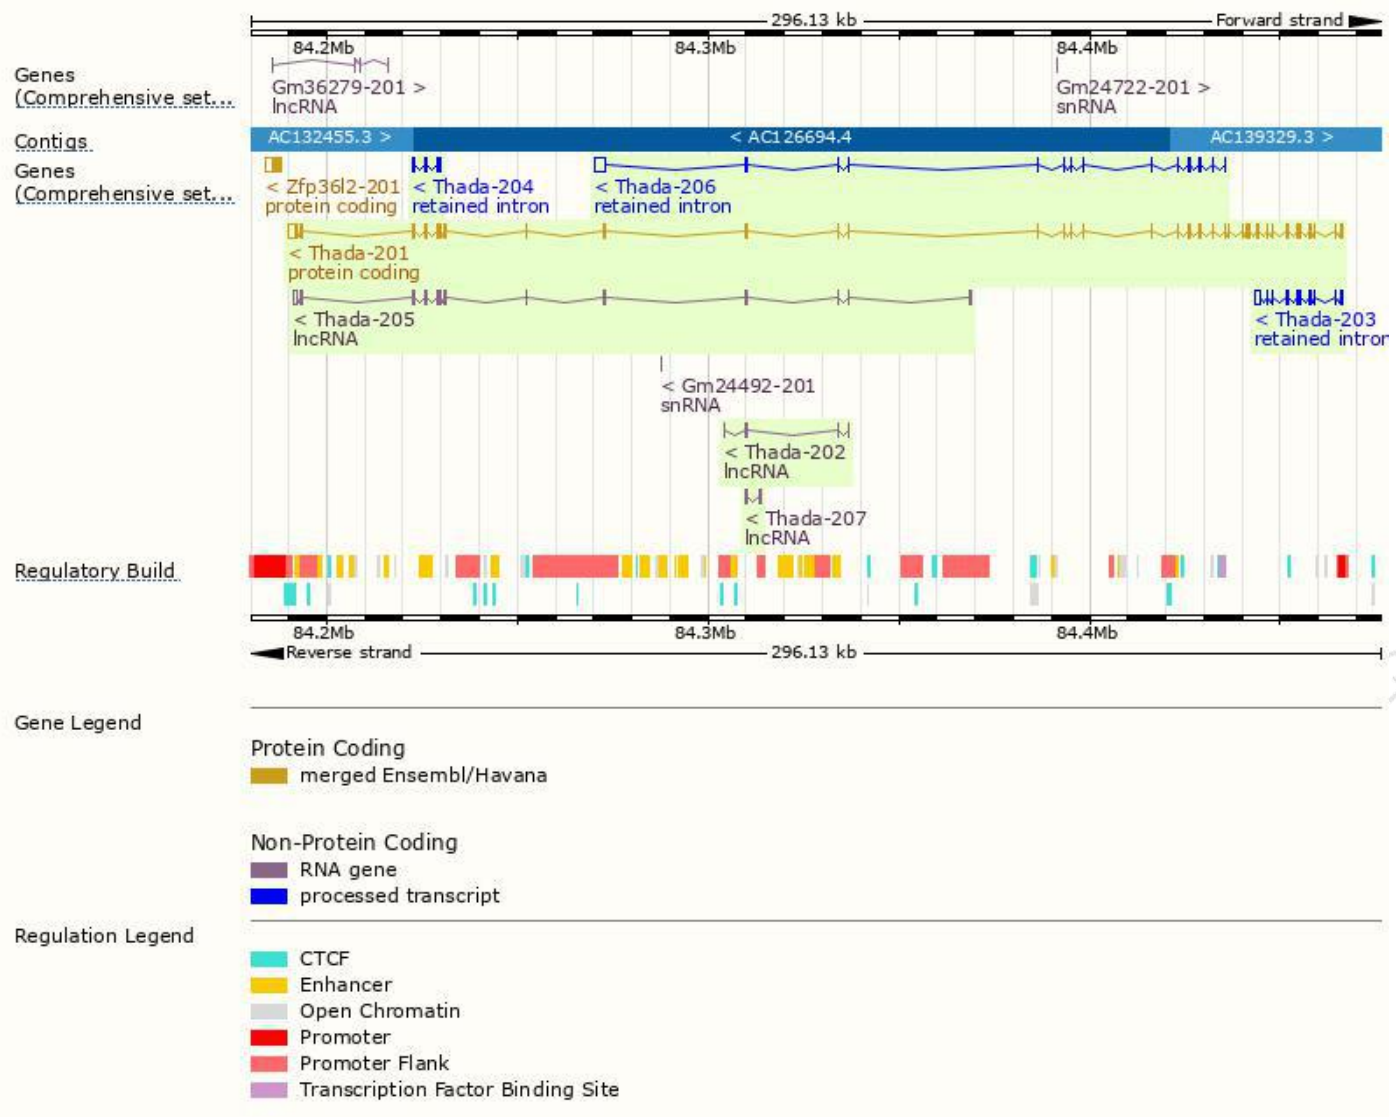 296.13 kb Forward strand
84.2Mb 84.3Mb 84.4Mb
Genes
(Comprehensive set...
Gm36279-201 >
lncRNA
Gm24722-201 >
snRNA
Contigs
AC132455.3 > < AC126694.4 AC139329.3 >
Genes
(Comprehensive set...
< Zfp36l2-201
protein coding
< Thada-204
retained intron
< Thada-206
retained intron
< Thada-201
protein coding
< Thada-205
lncRNA
< Thada-203
retained intron
< Gm24492-201
snRNA
< Thada-202
lncRNA
< Thada-207
lncRNA
Regulatory Build
84.2Mb 84.3Mb 84.4Mb
Reverse strand 296.13 kb
Gene Legend
Protein Coding
merged Ensembl/Havana
Non-Protein Coding
RNA gene
processed transcript
Regulation Legend
CTCF
Enhancer
Open Chromatin
Promoter
Promoter Flank
Transcription Factor Binding Site